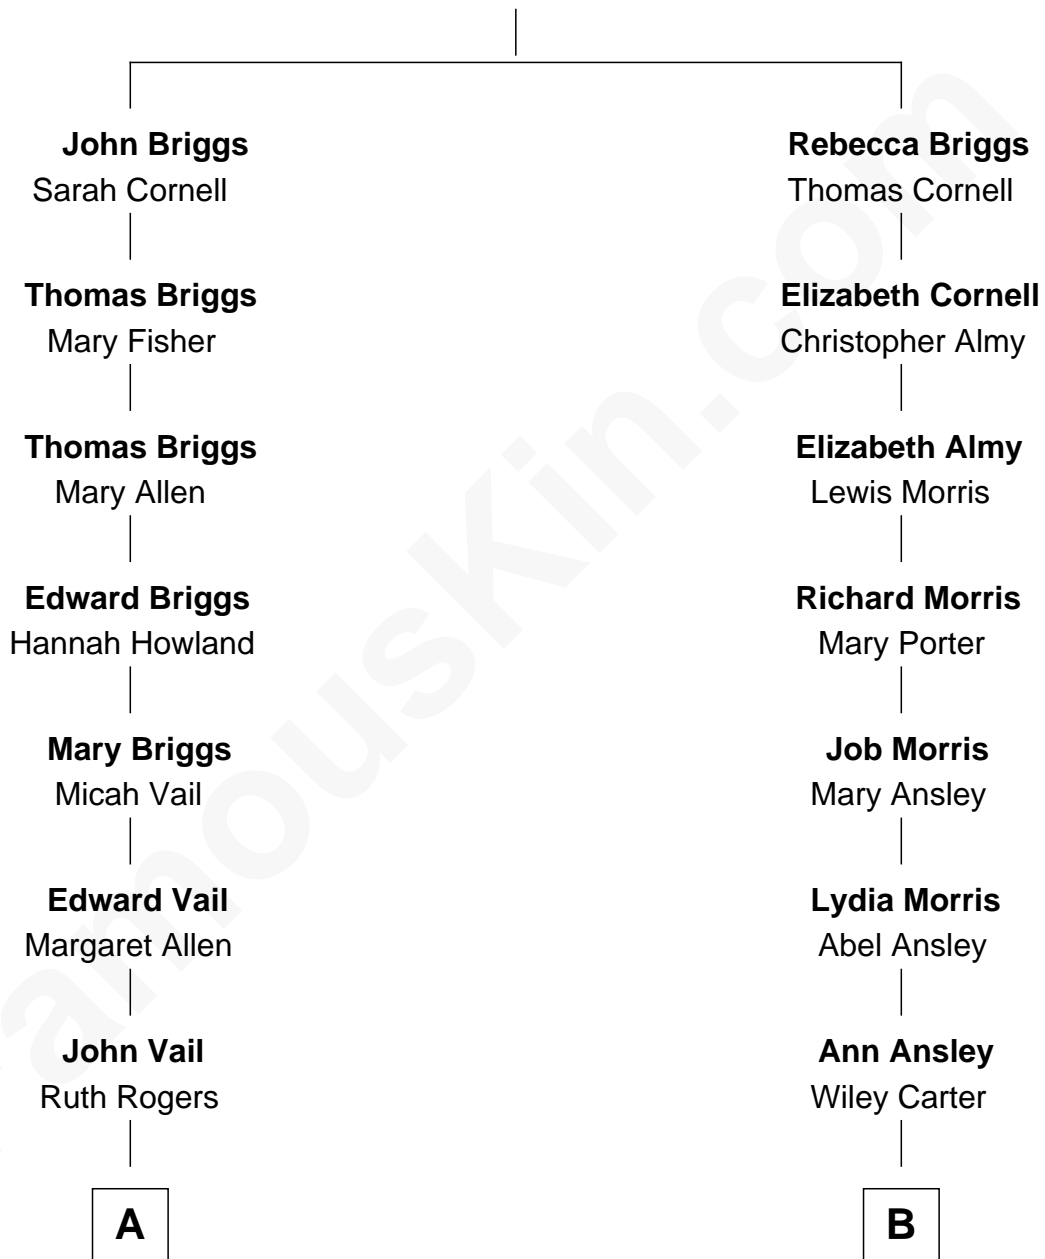 John Briggs
Sarah Cornell
Thomas Briggs
Mary Fisher
Thomas Briggs
Mary Allen
Edward Briggs
Hannah Howland
Mary Briggs
Micah Vail
Edward Vail
Margaret Allen
John Vail
Ruth Rogers
A
Rebecca Briggs
Thomas Cornell
Elizabeth Cornell
Christopher Almy
Elizabeth Almy
Lewis Morris
Richard Morris
Mary Porter
Job Morris
Mary Ansley
Lydia Morris
Abel Ansley
Ann Ansley
Wiley Carter
B
amousKin.com